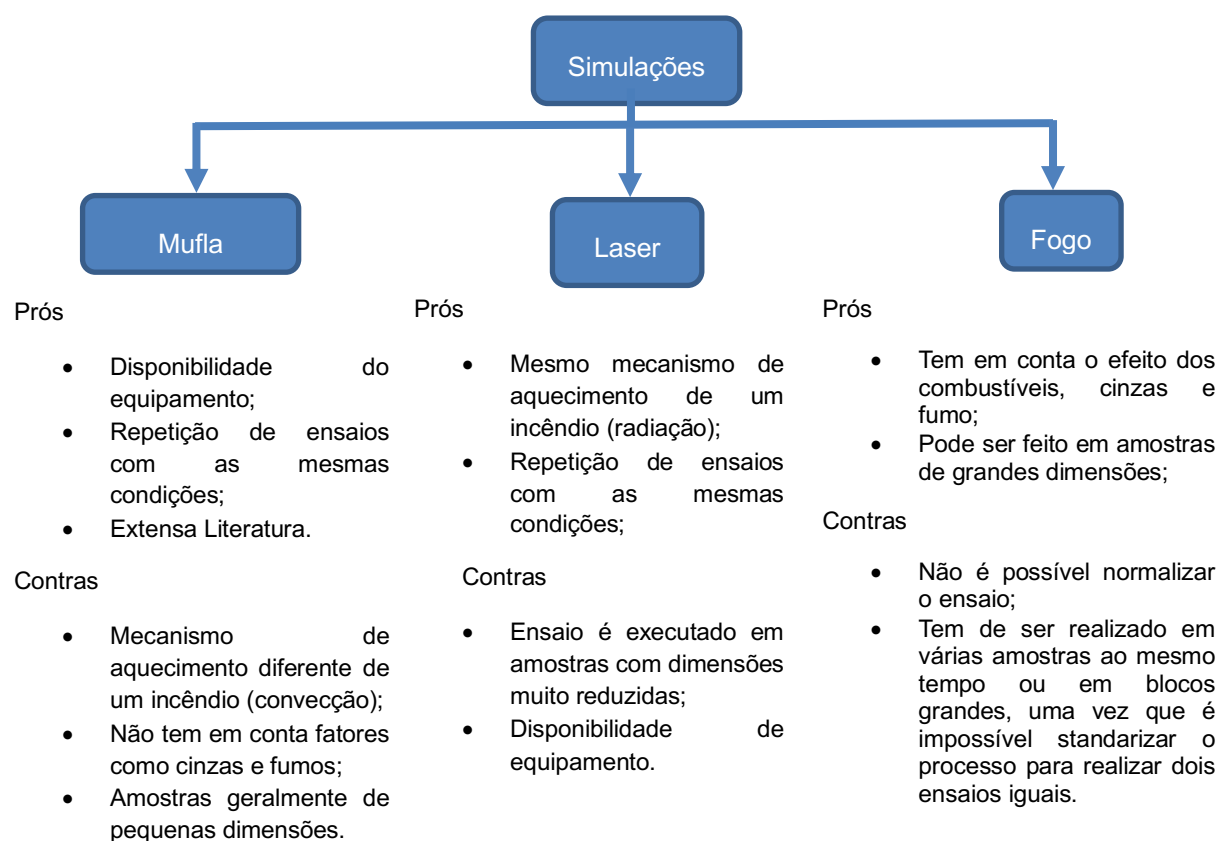 Simulações
Mufla
Laser
Fogo
Prós
• Disponibilidade do
equipamento;
• Repetição de ensaios
com as mesmas
condições;
• Extensa Literatura.
Contras
• Mecanismo de
aquecimento diferente de
um incêndio (convecção);
• Não tem em conta fatores
como cinzas e fumos;
• Amostras geralmente de
pequenas dimensões.
Prós
• Mesmo mecanismo de
aquecimento de um
incêndio (radiação);
• Repetição de ensaios
com as mesmas
condições;
Contras
• Ensaio é executado em
amostras com dimensões
muito reduzidas;
• Disponibilidade de
equipamento.
Prós
• Tem em conta o efeito dos
combustíveis, cinzas e
fumo;
• Pode ser feito em amostras
de grandes dimensões;
Contras
• Não é possível normalizar
o ensaio;
• Tem de ser realizado em
várias amostras ao mesmo
tempo ou em blocos
grandes, uma vez que é
impossível standarizar o
processo para realizar dois
ensaios iguais.